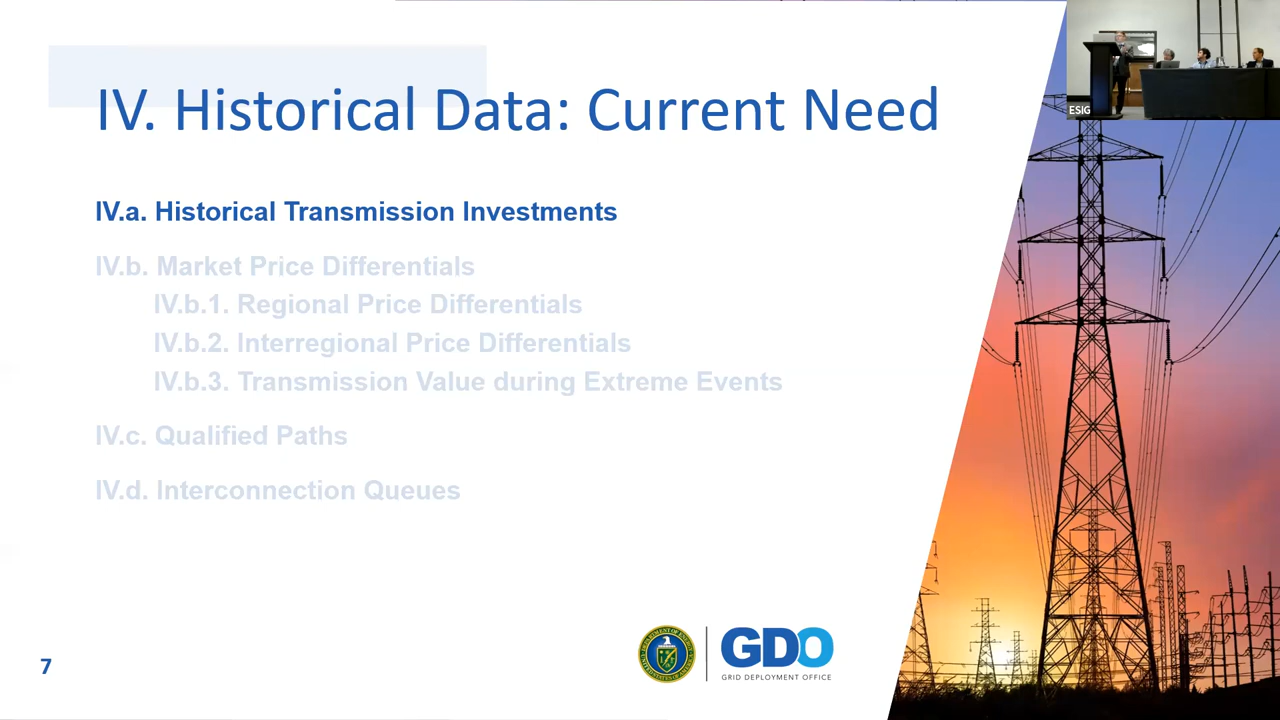 ESIG
IV. Historical Data: Current Need
IV.a. Historical Transmission Investments
IV.b. Market Price Differentials
IV.b.1. Regional Price Differentials
IV.b.2. Interregional Price Differentials
IV.b.3. Transmission Value during Extreme Events
IV.c. Qualified Paths
IV.d. Interconnection Queues
GDO
GRID DEPLOYMENT OFFICE
7